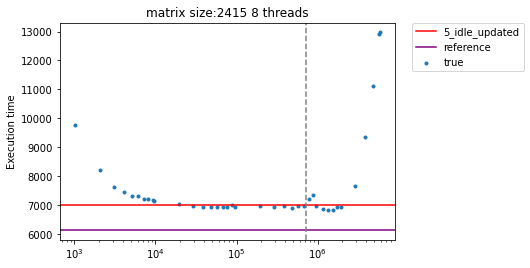 matrix size:2415 8 threads
13000
12000
11000
10000
9000
8000
7000
6000
Execution time
10³
10⁴
10⁵
10⁶
5_idle_updated
reference
true